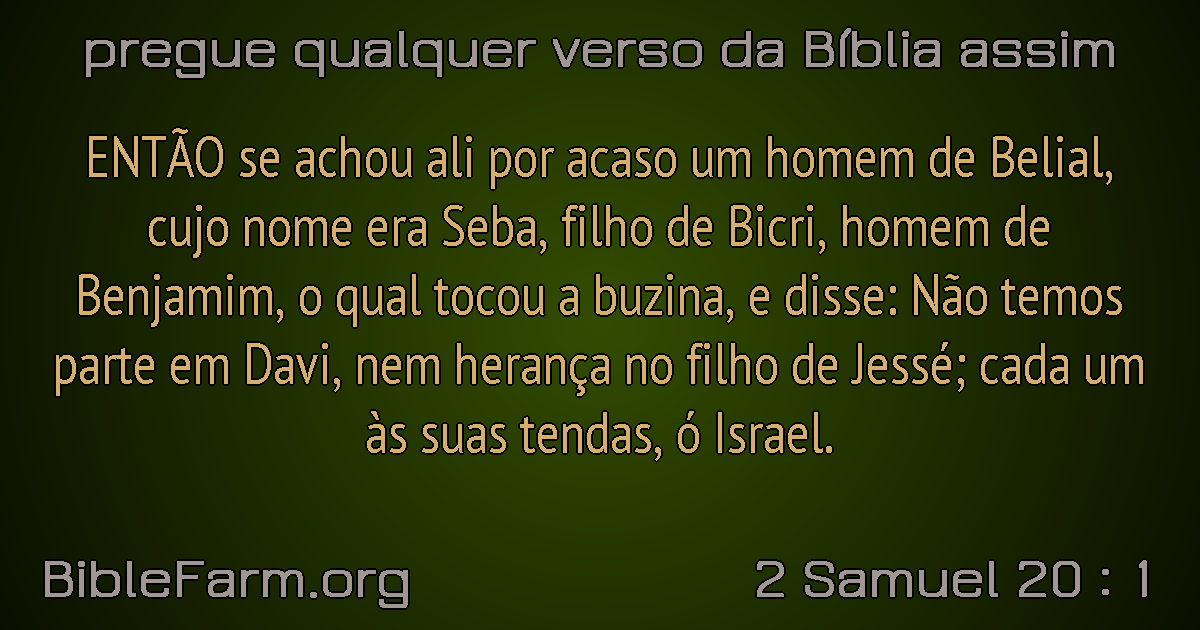 pregue qualquer verso da Bíblia assim
ENTÃO se achou ali por acaso um homem de Belial,
cujo nome era Seba, filho de Bicri, homem de
Benjamim, o qual tocou a buzina, e disse: Não temos
parte em Davi, nem herança no filho de Jessé; cada um
às suas tendas, ó Israel.
BibleFarm.org
2 Samuel 20 : 1